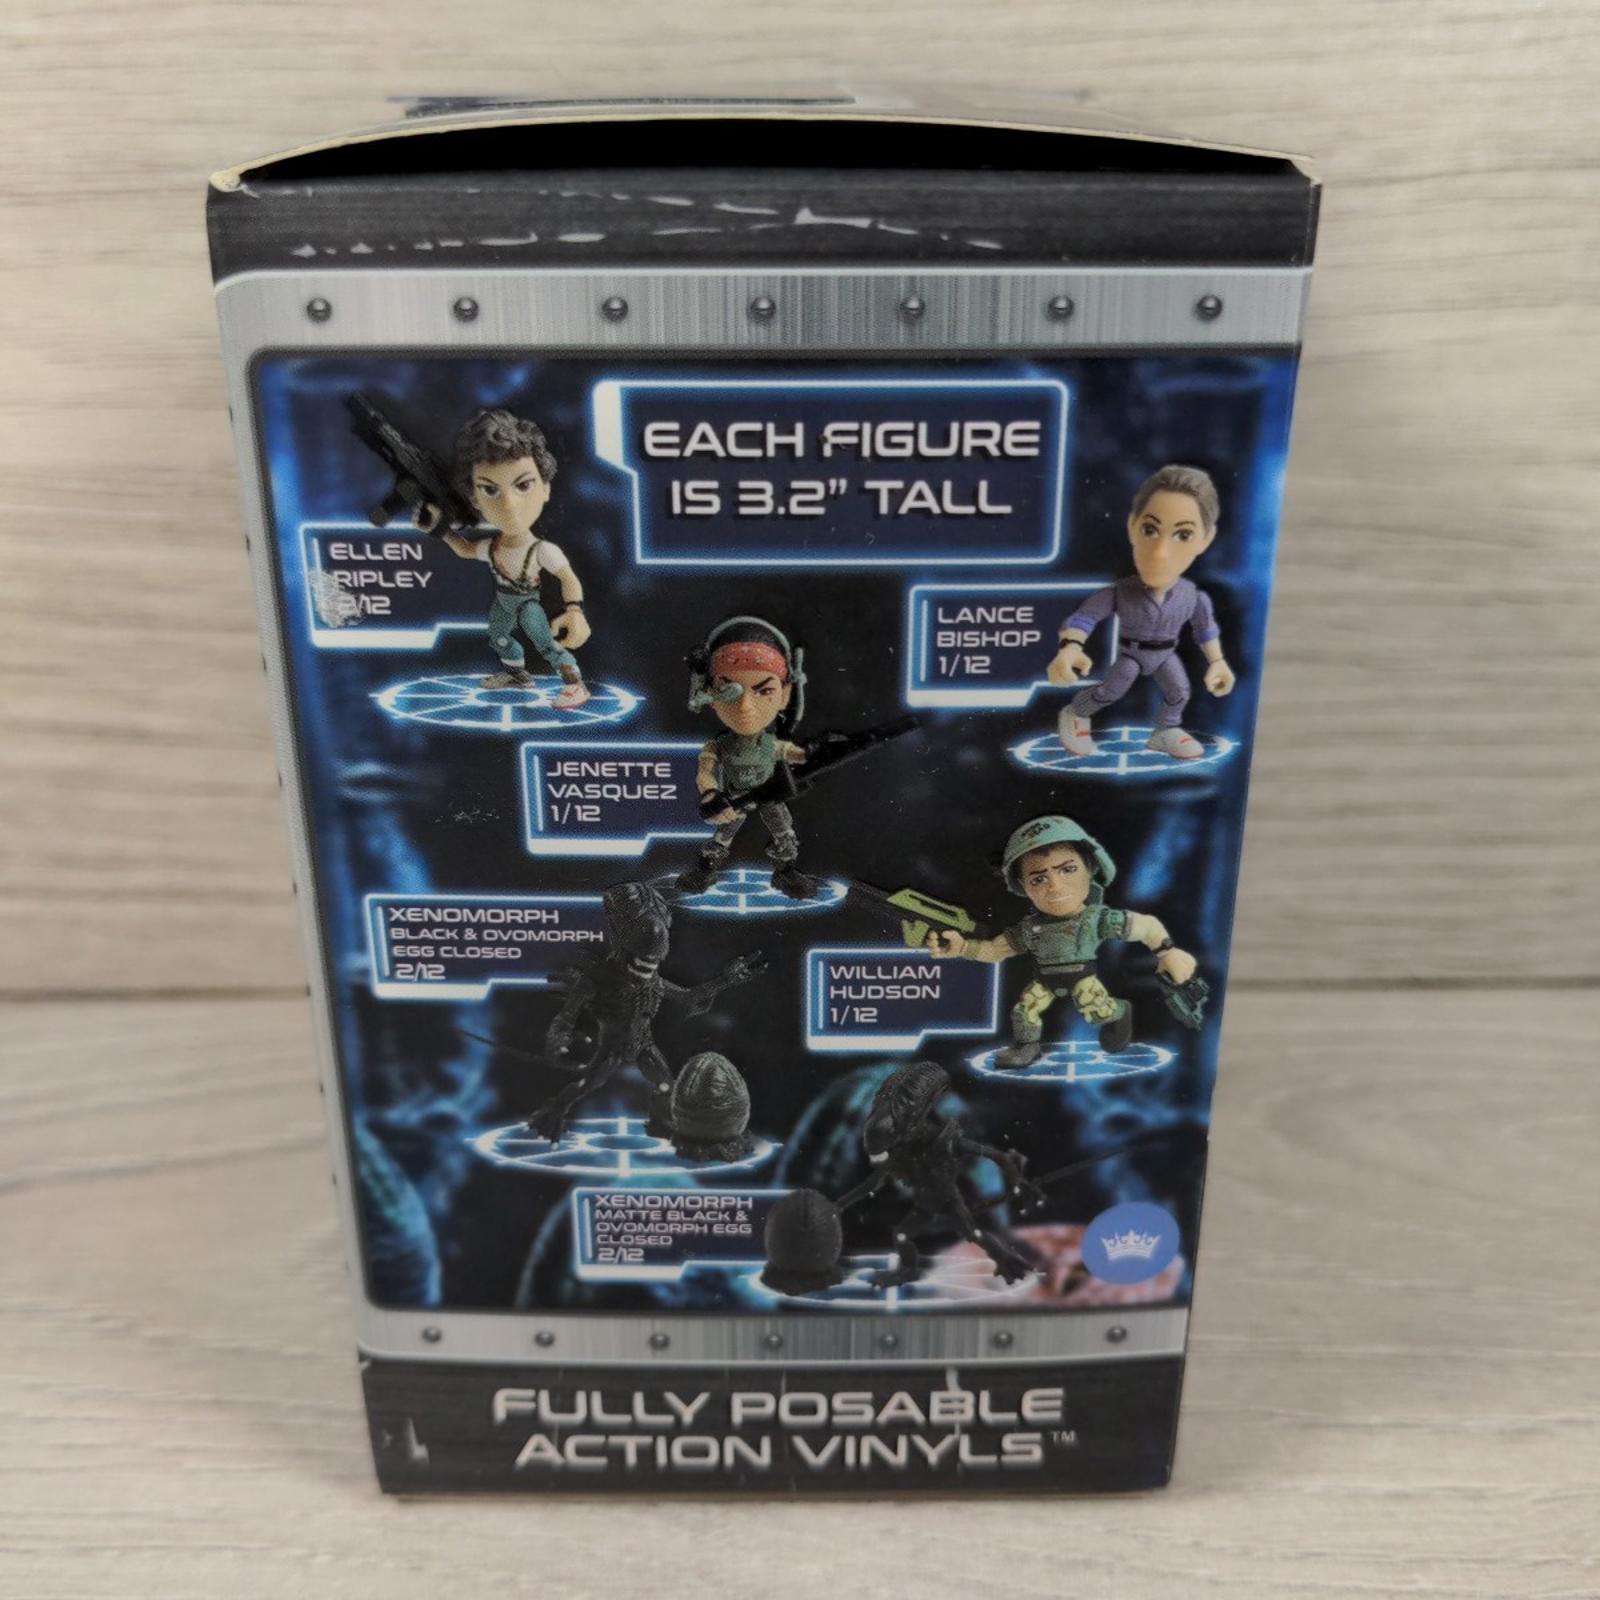 EACH FIGURE
IS 3.2” TALL
ELLEN
RIPLEY
2/12
LANCE
BISHOP
1/12
JENETTE
VASQUEZ
1/12
XENOMORPH
BLACK & OVOMORPH
EGG CLOSED
2/12
WILLIAM
HUDSON
1/12
XENOMORPH
MATTE BLACK &
OVOMORPH EGG
CLOSED
2/12
FULLY POSABLE
ACTION VINYLS™